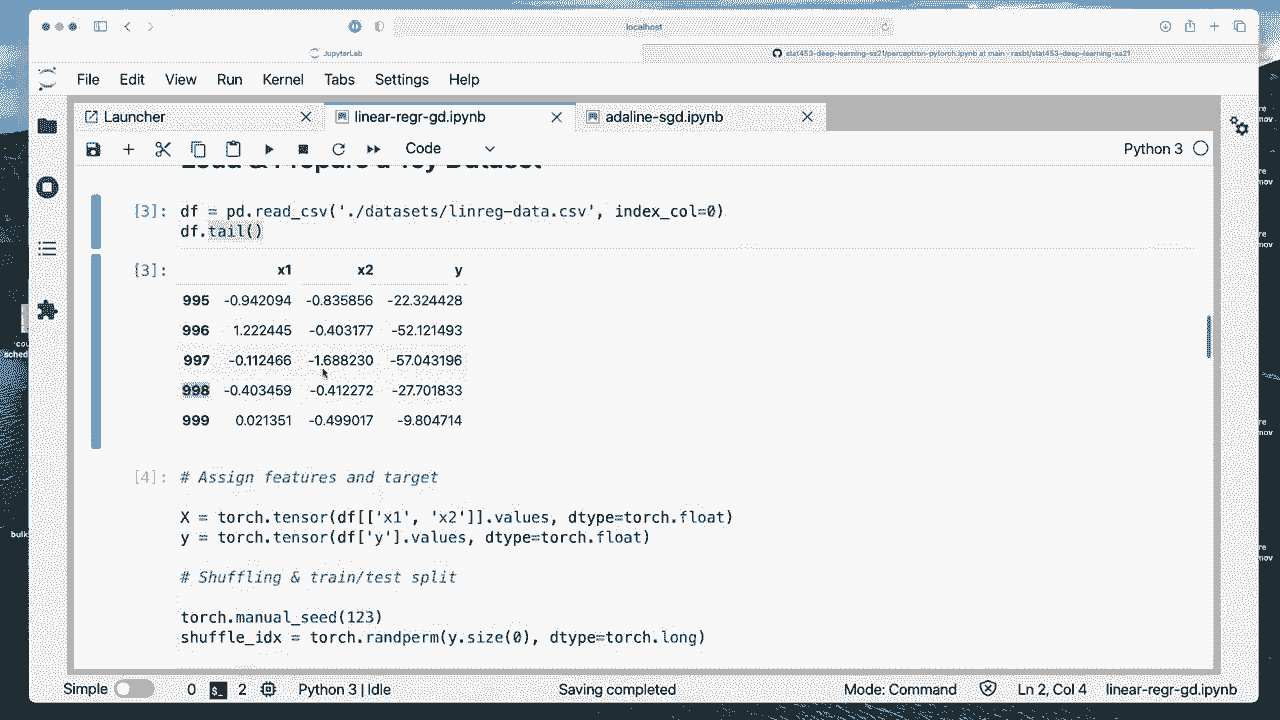 localhost
JupyterLab
stat453-deep-learning-ss21/perceptron-pytorch.ipynb at main · rasbt/stat453-deep-learning-ss21
File Edit View Run Kernel Tabs Settings Help
Launcher linear-regr-gd.ipynb adaline-sgd.ipynb
Code Python 3
Load & Prepare a Toy Dataset
[3]: df = pd.read_csv('./datasets/linreg-data.csv', index_col=0)
df.tail()
[3]: x1 x2 y
995 -0.942094 -0.835856 -22.324428
996 1.222445 -0.403177 -52.121493
997 -0.112466 -1.688230 -57.043196
998 -0.403459 -0.412272 -27.701833
999 0.021351 -0.499017 -9.804714
[4]: # Assign features and target
X = torch.tensor(df[['x1', 'x2']].values, dtype=torch.float)
y = torch.tensor(df['y'].values, dtype=torch.float)
# Shuffling & train/test split
torch.manual_seed(123)
shuffle_idx = torch.randperm(y.size(0), dtype=torch.long)
Simple 0 2 Python 3 | Idle Saving completed Mode: Command Ln 2, Col 4 linear-regr-gd.ipynb